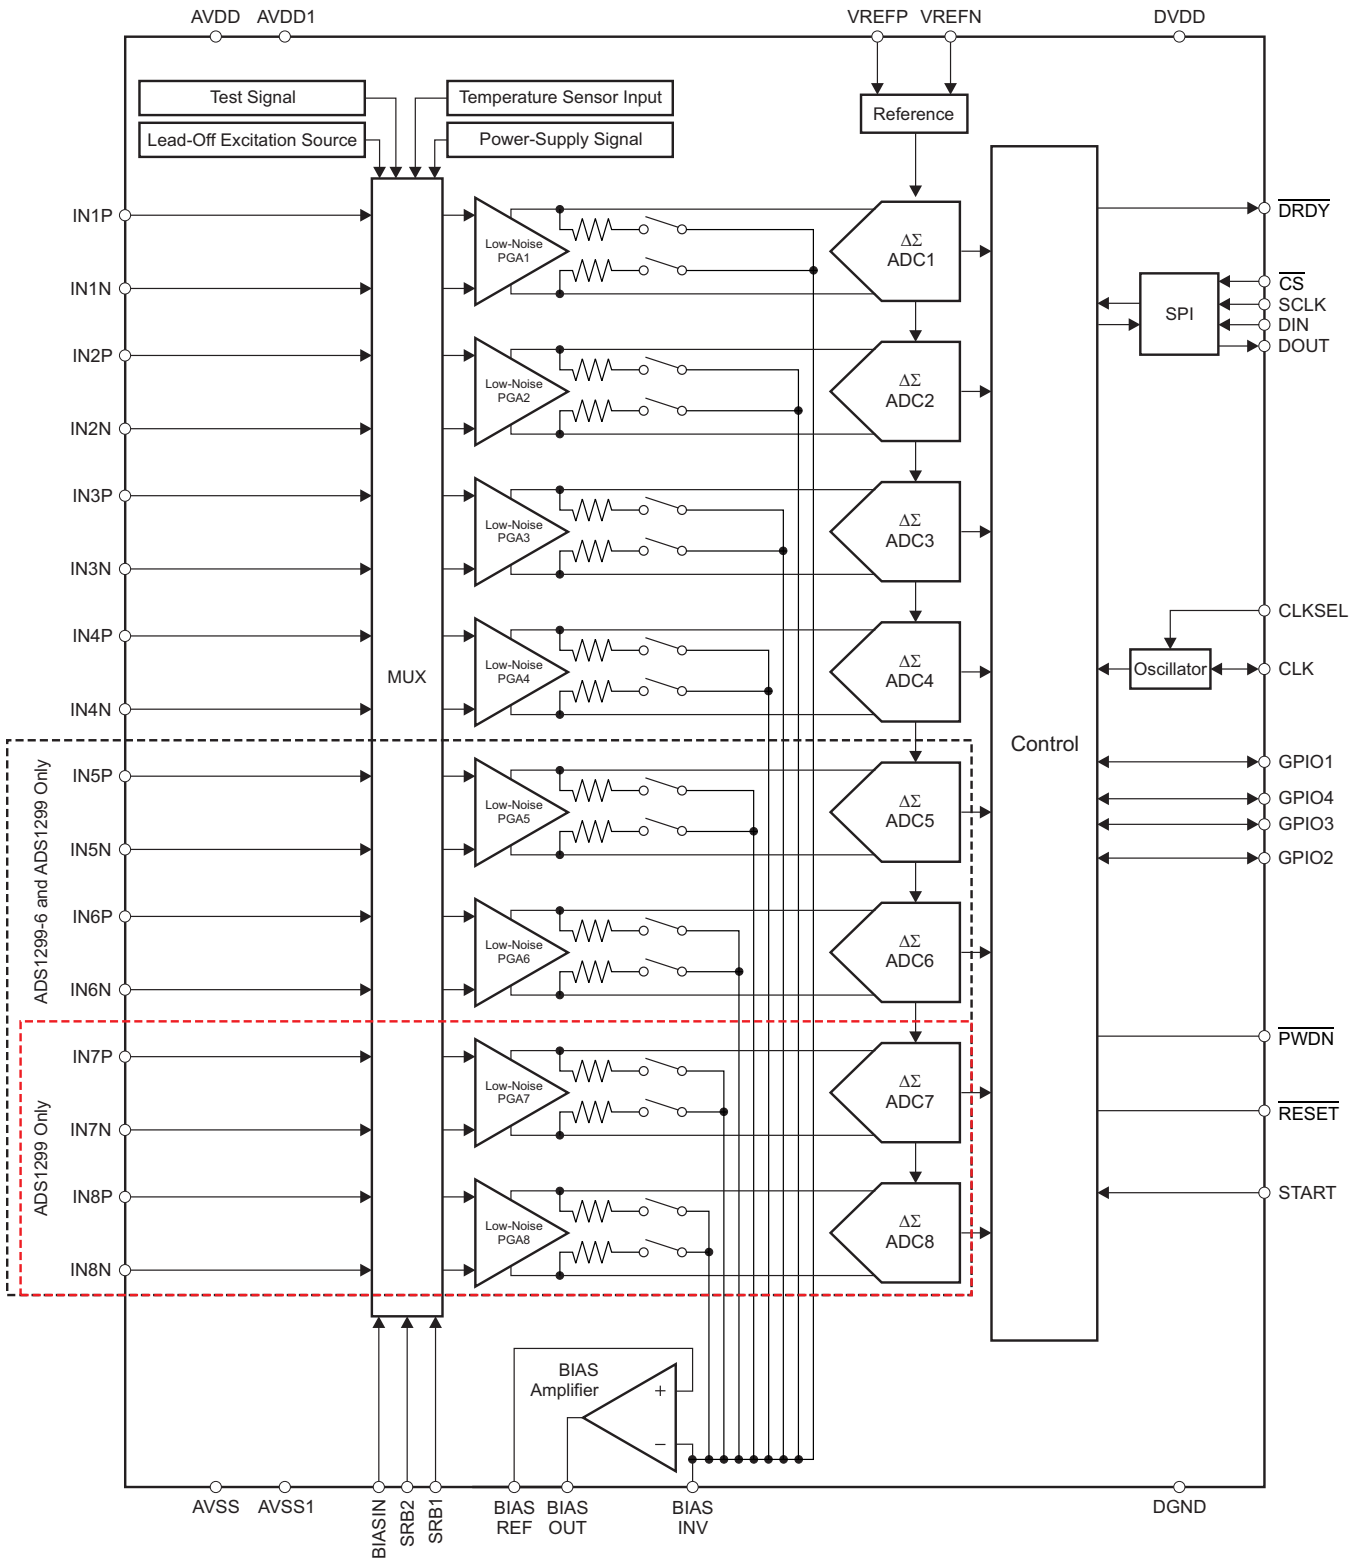 AVDD AVDD1 VREFP VREFN DVDD
Test Signal
Temperature Sensor Input
Lead-Off Excitation Source
Power-Supply Signal
Reference
IN1P
IN1N
IN2P
IN2N
IN3P
IN3N
IN4P
IN4N
IN5P
IN5N
IN6P
IN6N
IN7P
IN7N
IN8P
IN8N
ADS1299-6 and ADS1299 Only
ADS1299 Only
MUX
Low-Noise
PGA1
Low-Noise
PGA2
Low-Noise
PGA3
Low-Noise
PGA4
Low-Noise
PGA5
Low-Noise
PGA6
Low-Noise
PGA7
Low-Noise
PGA8
ΔΣ
ADC1
ΔΣ
ADC2
ΔΣ
ADC3
ΔΣ
ADC4
ΔΣ
ADC5
ΔΣ
ADC6
ΔΣ
ADC7
ΔΣ
ADC8
Control
SPI
Oscillator
DRDY
CS
SCLK
DIN
DOUT
CLKSEL
CLK
GPIO1
GPIO4
GPIO3
GPIO2
PWDN
RESET
START
BIAS
Amplifier
+
−
AVSS AVSS1
BIASIN
SRB2
SRB1
BIAS
REF
BIAS
OUT
BIAS
INV
DGND